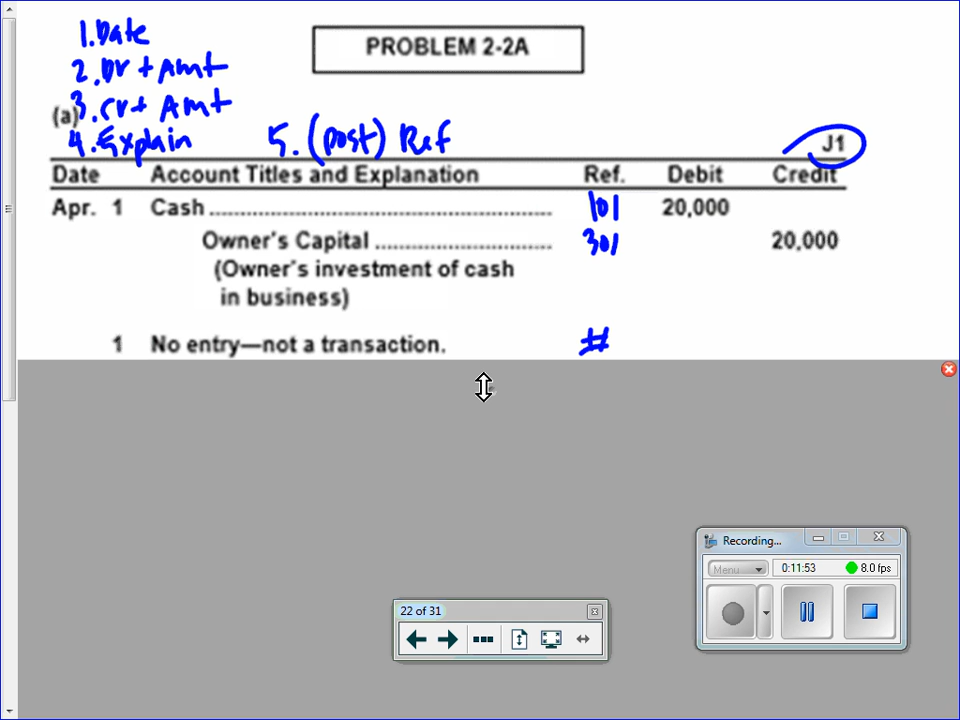 1. Date
PROBLEM 2-2A
2. Dr + Amt
3. Cr + Amt
(a)
4. Explain 5. (post) Ref
J1
Date Account Titles and Explanation Ref. Debit Credit
Apr. 1 Cash ........................................................ 101 20,000
Owner's Capital ............................. 301 20,000
(Owner's investment of cash
in business)
1 No entry—not a transaction. #
Recording...
Menu 0:11:53 8.0 fps
22 of 31